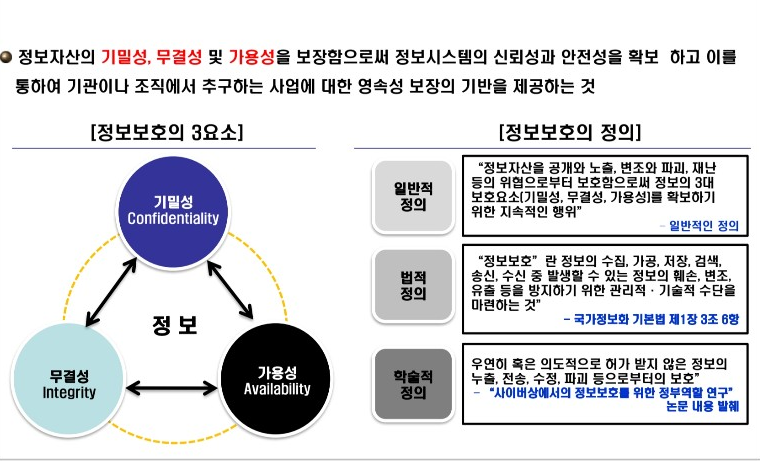 정보자산의 기밀성, 무결성 및 가용성을 보장함으로써 정보시스템의 신뢰성과 안전성을 확보 하고 이를
통하여 기관이나 조직에서 추구하는 사업에 대한 영속성 보장의 기반을 제공하는 것
[정보보호의 3요소]
기밀성
Confidentiality
정 보
무결성
Integrity
가용성
Availability
[정보보호의 정의]
일반적
정의
“정보자산을 공개와 노출, 변조와 파괴, 재난
등의 위협으로부터 보호함으로써 정보의 3대
보호요소(기밀성, 무결성, 가용성)를 확보하기
위한 지속적인 행위”
- 일반적인 정의
법적
정의
“정보보호” 란 정보의 수집, 가공, 저장, 검색,
송신, 수신 중 발생할 수 있는 정보의 훼손, 변조,
유출 등을 방지하기 위한 관리적 · 기술적 수단을
마련하는 것”
- 국가정보화 기본법 제1장 3조 6항
학술적
정의
우연히 혹은 의도적으로 허가 받지 않은 정보의
누출, 전송, 수정, 파괴 등으로부터의 보호”
- “사이버상에서의 정보보호를 위한 정부역할 연구”
논문 내용 발췌